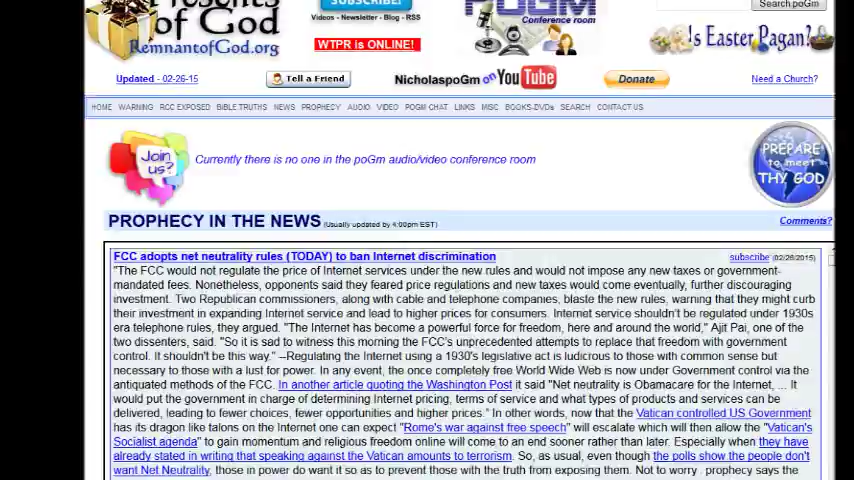 Presents
of God
RemnantofGod.org
SUBSCRIBE!
Videos - Newsletter - Blog - RSS
WTPR is ONLINE!
POGM
Conference room
Search poGm
Is Easter Pagan?
Updated - 02-26-15
Tell a Friend
NicholaspoGm on YouTube
Donate
Need a Church?
HOME WARNING RCC EXPOSED BIBLE TRUTHS NEWS PROPHECY AUDIO VIDEO POGM CHAT LINKS MISC BOOKS-DVDs SEARCH CONTACT US
Join us?
Currently there is no one in the poGm audio/video conference room
PREPARE
to meet
THY GOD
PROPHECY IN THE NEWS (Usually updated by 4:00pm EST)
Comments?
FCC adopts net neutrality rules (TODAY) to ban Internet discrimination
subscribe (02/26/2015)
"The FCC would not regulate the price of Internet services under the new rules and would not impose any new taxes or government-
mandated fees. Nonetheless, opponents said they feared price regulations and new taxes would come eventually, further discouraging
investment. Two Republican commissioners, along with cable and telephone companies, blaste the new rules, warning that they might curb
their investment in expanding Internet service and lead to higher prices for consumers. Internet service shouldn't be regulated under 1930s
era telephone rules, they argued. "The Internet has become a powerful force for freedom, here and around the world," Ajit Pai, one of the
two dissenters, said. "So it is sad to witness this morning the FCC's unprecedented attempts to replace that freedom with government
control. It shouldn't be this way." --Regulating the Internet using a 1930's legislative act is ludicrous to those with common sense but
necessary to those with a lust for power. In any event, the once completely free World Wide Web is now under Government control via the
antiquated methods of the FCC. In another article quoting the Washington Post it said "Net neutrality is Obamacare for the Internet, ... It
would put the government in charge of determining Internet pricing, terms of service and what types of products and services can be
delivered, leading to fewer choices, fewer opportunities and higher prices." In other words, now that the Vatican controlled US Government
has its dragon like talons on the Internet one can expect "Rome's war against free speech" will escalate which will then allow the "Vatican's
Socialist agenda" to gain momentum and religious freedom online will come to an end sooner rather than later. Especially when they have
already stated in writing that speaking against the Vatican amounts to terrorism. So, as usual, even though the polls show the people don't
want Net Neutrality, those in power do want it so as to prevent those with the truth from exposing them. Not to worry prophecy says the